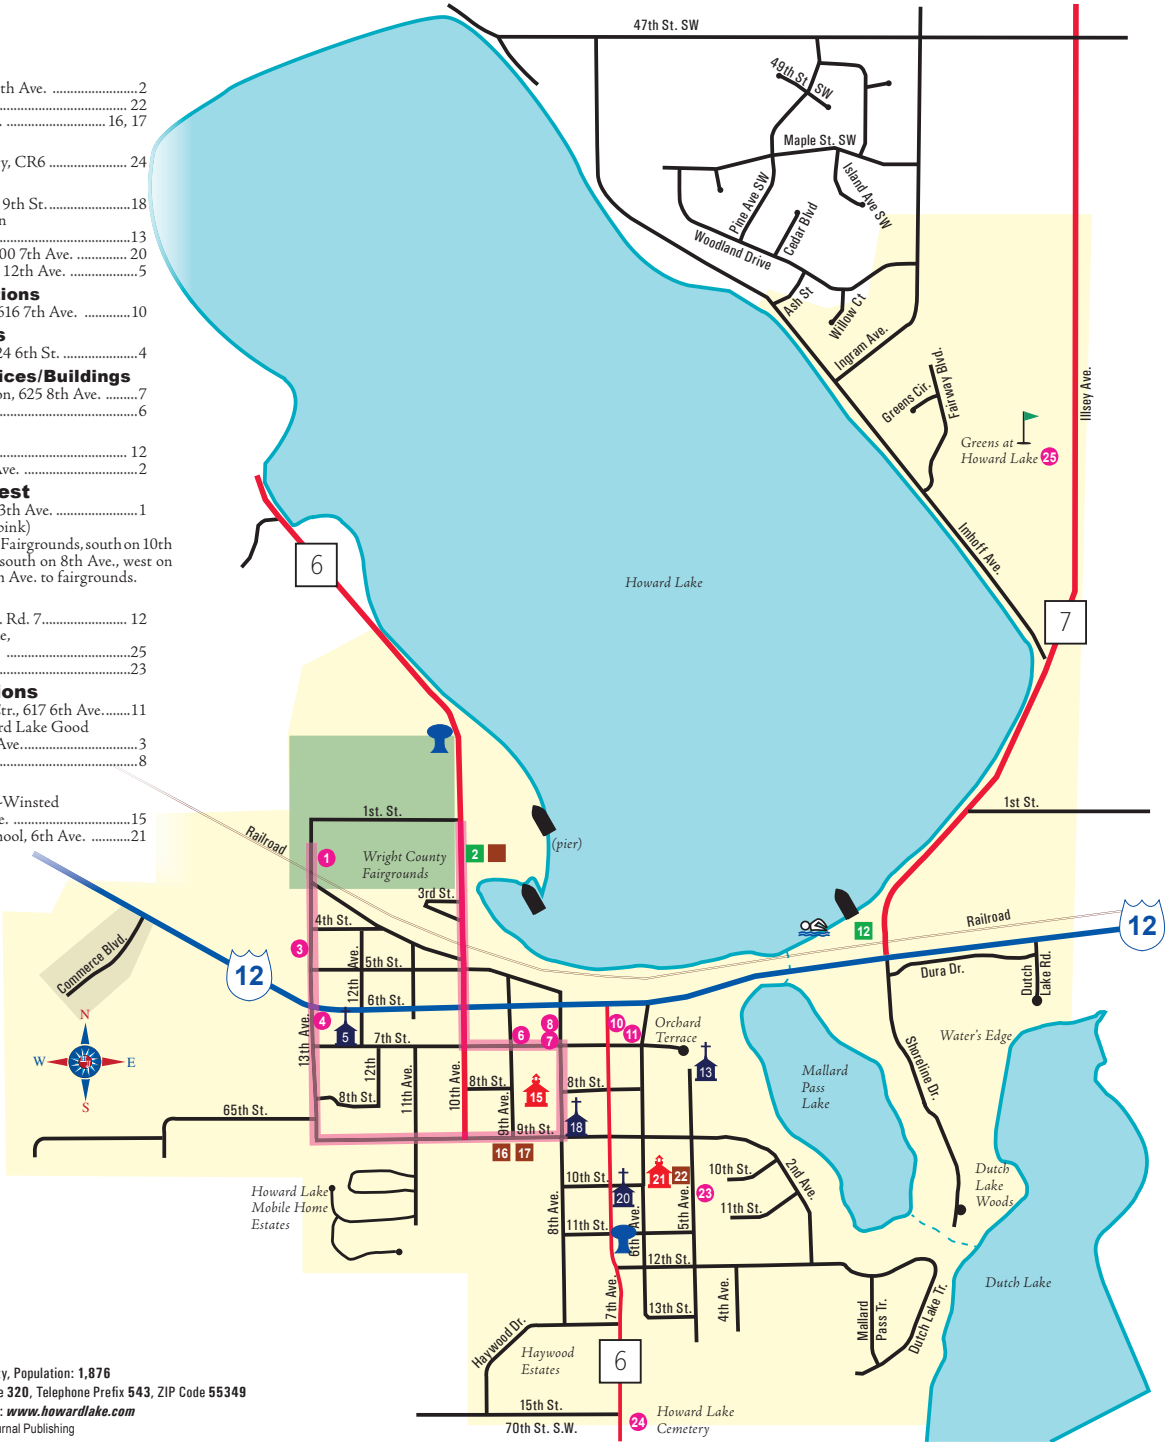 th Ave. .....................2
.................................. 22
. .......................... 16, 17
y, CR6 ..................... 24
9th St. .....................18
n
..................................13
00 7th Ave. ............. 20
12th Ave. ..................5
ions
616 7th Ave. ............10
s
24 6th St. ...................4
ices/Buildings
on, 625 8th Ave. .........7
....................................6
.................................. 12
Ave. .............................2
est
3th Ave. .....................1
pink)
Fairgrounds, south on 10th
south on 8th Ave., west on
h Ave. to fairgrounds.
. Rd. 7...................... 12
e,
................................25
..................................23
ions
Ctr., 617 6th Ave.......11
rd Lake Good
Ave..............................3
....................................8
-Winsted
e. ................................15
hool, 6th Ave. ..........21
ty, Population: 1,876
e 320, Telephone Prefix 543, ZIP Code 55349
: www.howardlake.com
urnal Publishing
47th St. SW
49th St SW
Maple St. SW
Island Ave SW
Pine Ave SW
Cedar Blvd
Woodland Drive
Ash St
Willow Ct
Ingram Ave.
Fairway Blvd.
Greens Cir.
Illsey Ave.
Greens at
Howard Lake 25
Imhoff Ave.
6
Howard Lake
7
1st St.
1st. St.
Railroad
1
Wright County
Fairgrounds
2
(pier)
3rd St.
12
Railroad
12
Commerce Blvd.
4th St.
3
12th Ave.
5th St.
12
6th St.
Dura Dr.
Dutch
Lake Rd.
N
W
E
S
4
5
13th Ave.
7th St.
6
8
7
10
11
Orchard
Terrace
13
Water's Edge
Mallard
Pass
Lake
Shoreline Dr.
12th
11th Ave.
10th Ave.
8th St.
8th St.
15
8th St.
9th Ave.
65th St.
9th St.
18
16
17
10th St.
20
21
22
23
5th Ave.
10th St.
2nd Ave.
11th St.
Dutch
Lake
Woods
Howard Lake
Mobile Home
Estates
8th Ave.
11th St.
6th Ave.
12th St.
Dutch Lake
7th Ave.
13th St.
4th Ave.
Mallard
Pass Tr.
Dutch Lake Tr.
Haywood Dr.
Haywood
Estates
6
15th St.
70th St. S.W.
24
Howard Lake
Cemetery